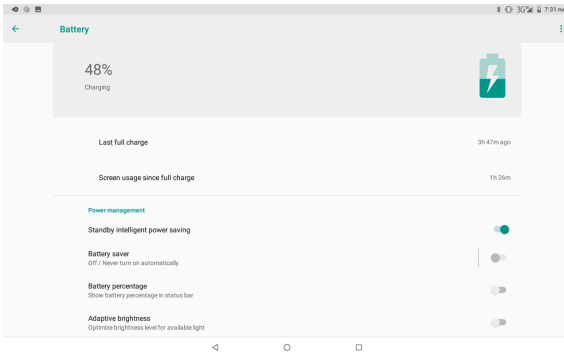 3G 7:31 PM
Battery
48%
Charging
Last full charge 3h 47m ago
Screen usage since full charge 1h 26m
Power management
Standby intelligent power saving
Battery saver
Off / Never turn on automatically
Battery percentage
Show battery percentage in status bar
Adaptive brightness
Optimize brightness level for available light